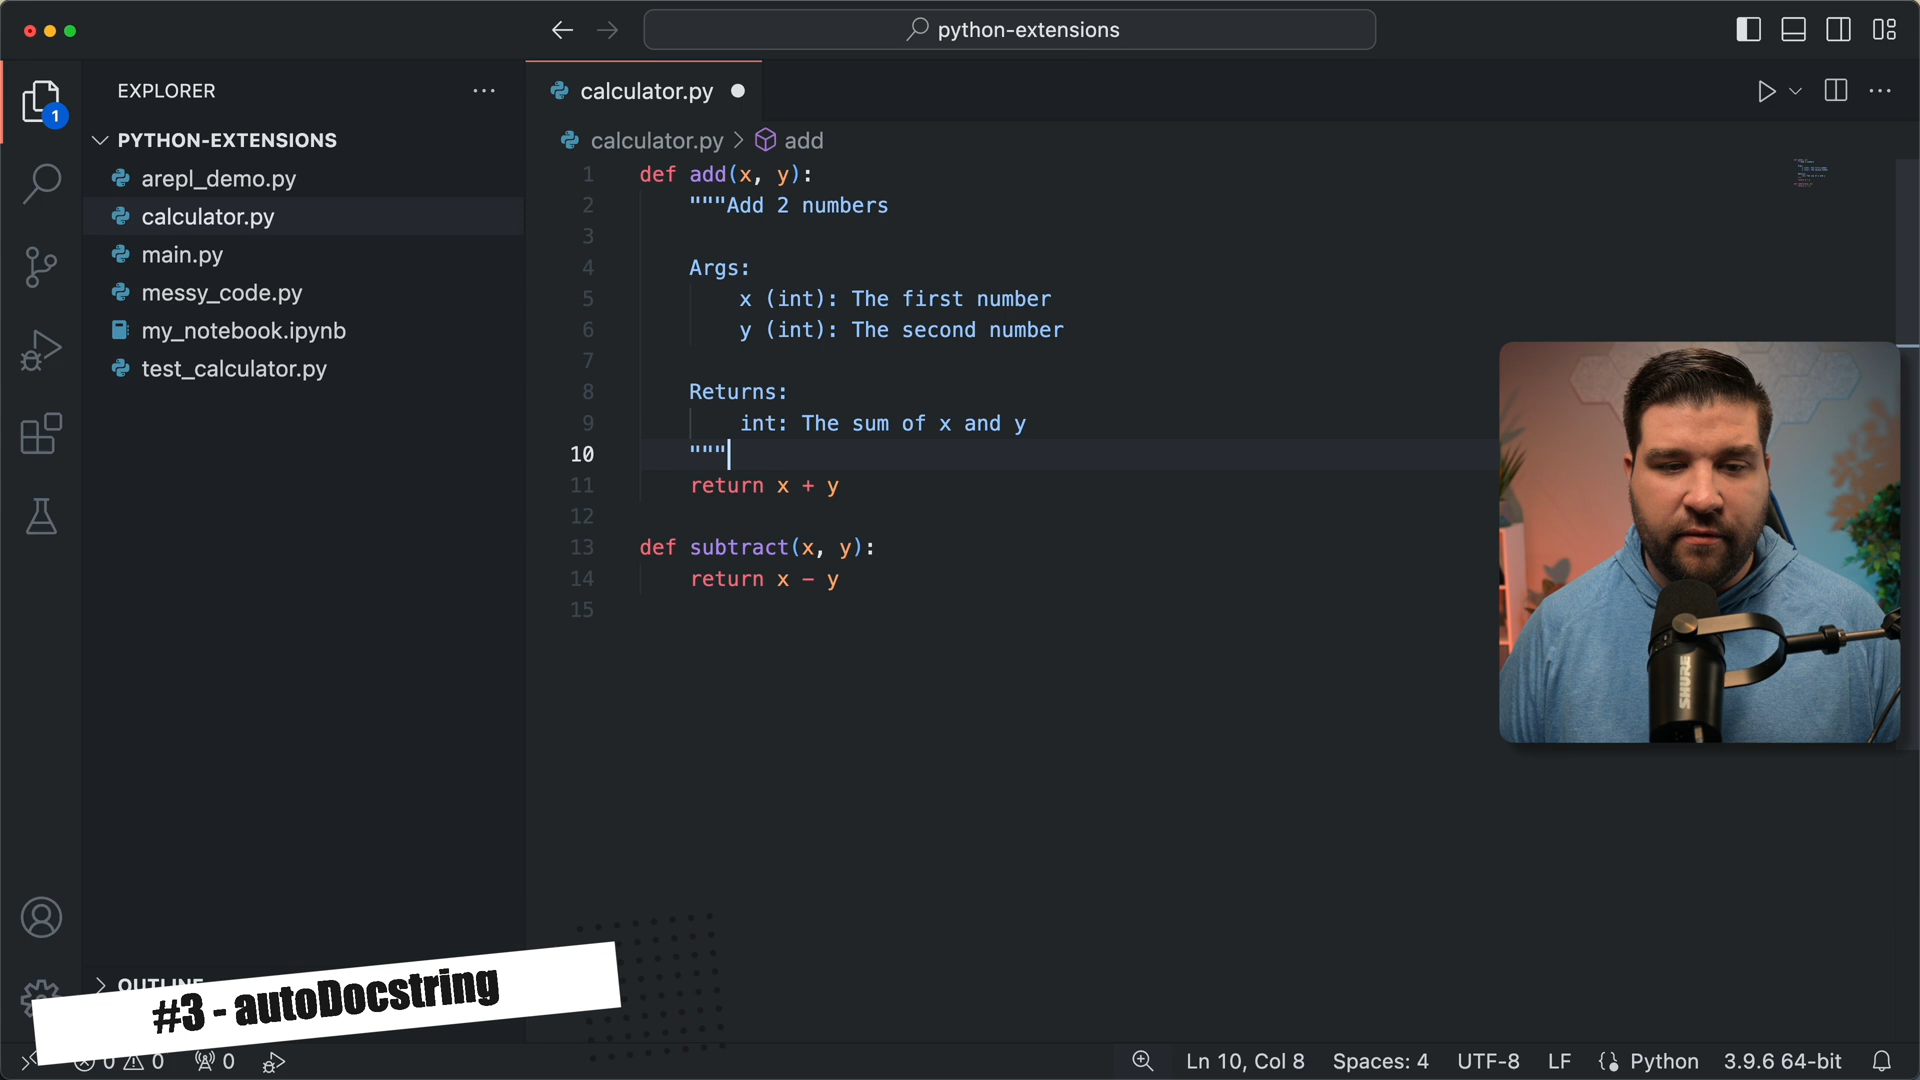 python-extensions
1
EXPLORER
PYTHON-EXTENSIONS
arepl_demo.py
calculator.py
main.py
messy_code.py
my_notebook.ipynb
test_calculator.py
calculator.py
calculator.py > add
1 def add(x, y):
2 """Add 2 numbers
3
4 Args:
5 x (int): The first number
6 y (int): The second number
7
8 Returns:
9 int: The sum of x and y
10 """
11 return x + y
12
13 def subtract(x, y):
14 return x - y
15
SHURE
OUTLINE
#3 - autoDocstring
0 0 0
Ln 10, Col 8 Spaces: 4 UTF-8 LF Python 3.9.6 64-bit